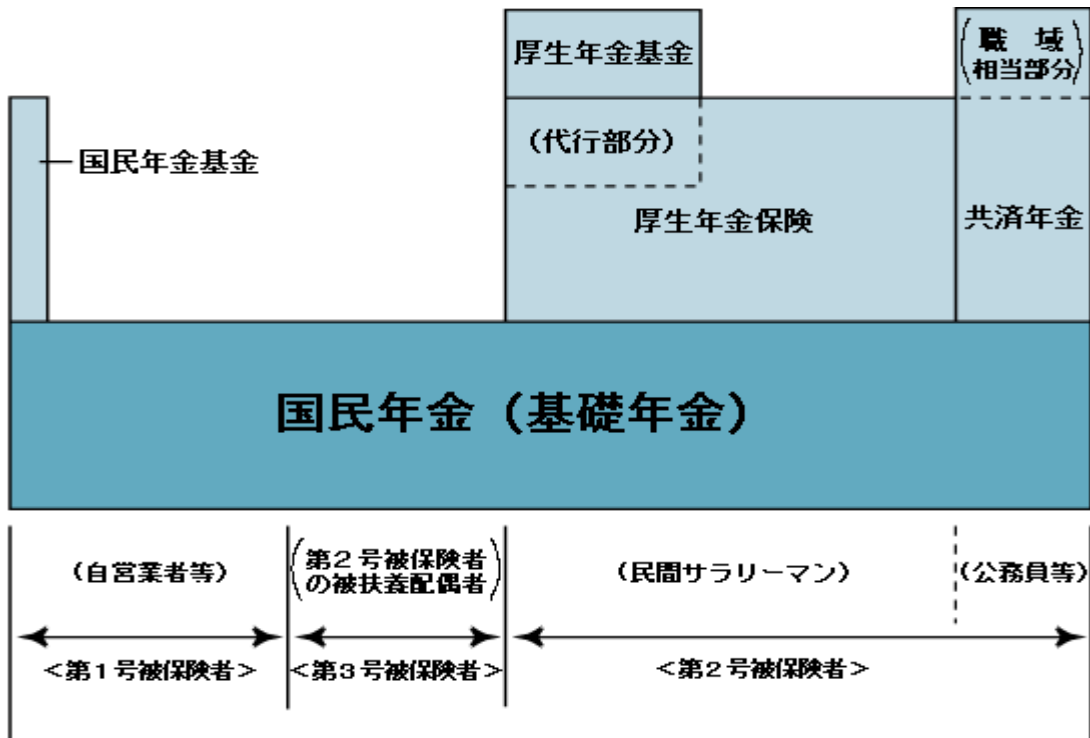 厚生年金基金
(職 域
相当部分)
国民年金基金
(代行部分)
厚生年金保険
共済年金
国民年金(基礎年金)
(自営業者等)
(第2号被保険者
の被扶養配偶者)
(民間サラリーマン)
(公務員等)
<第1号被保険者>
<第3号被保険者>
<第2号被保険者>